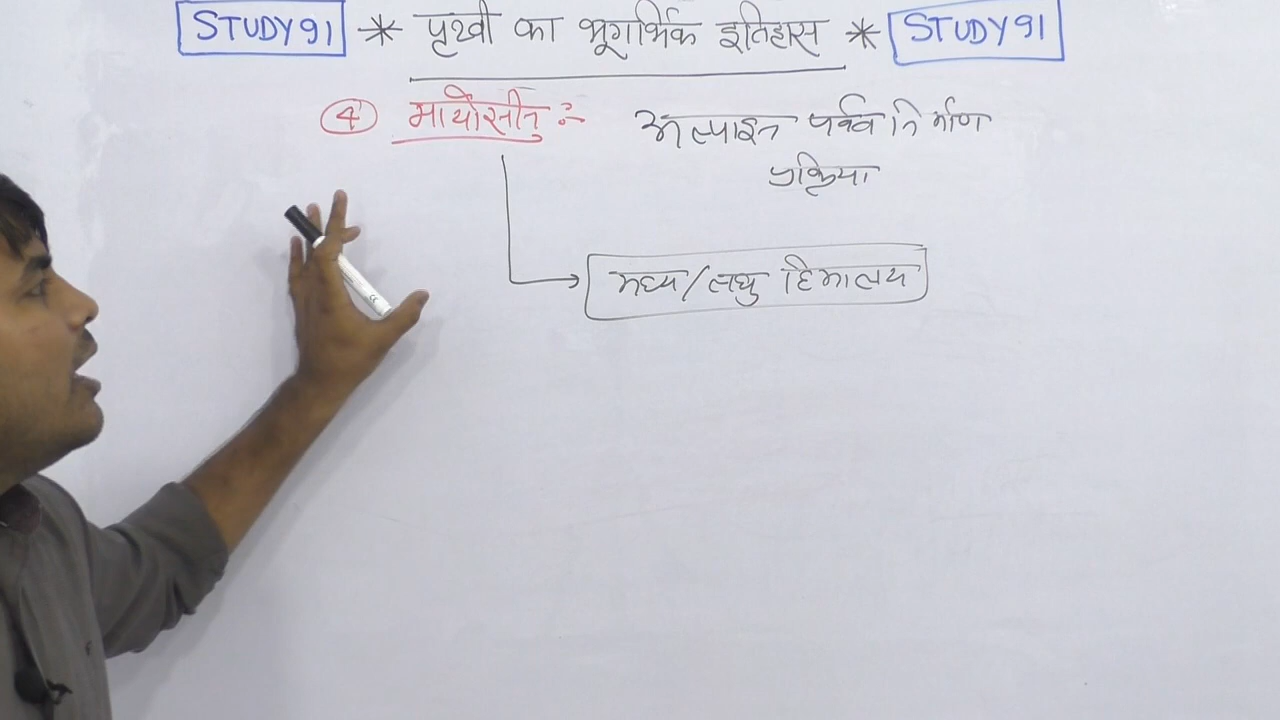 STUDY91 * पृथ्वी का भूगर्भिक इतिहास * STUDY91
④ मायोसीन :- अल्पाइन पर्वत निर्माण
प्रक्रिया
मध्य/लघु हिमालय